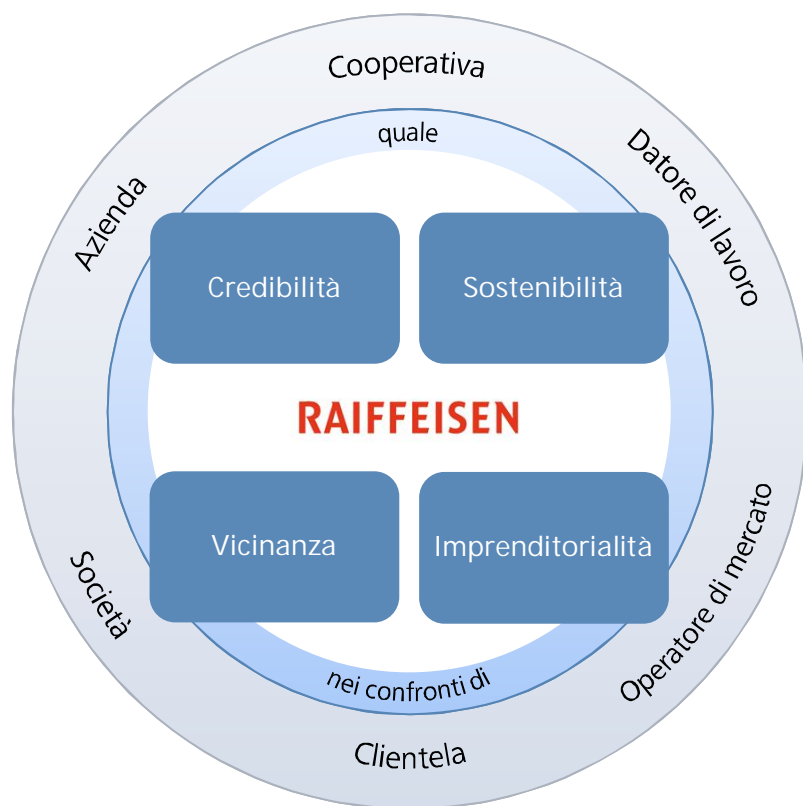 Cooperativa
quale
Azienda
Datore di lavoro
Credibilità
Sostenibilità
RAIFFEISEN
Vicinanza
Imprenditorialità
Società
Operatore di mercato
nei confronti di
Clientela